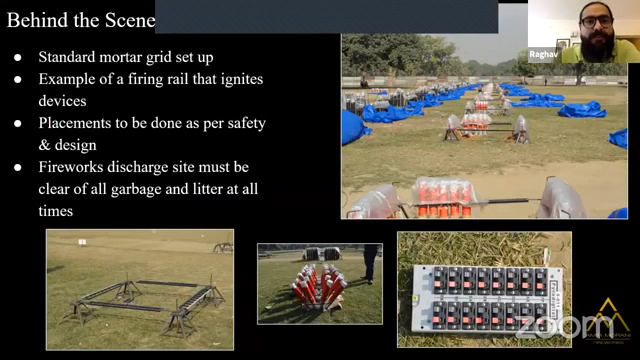 Behind the Scene
Raghav
● Standard mortar grid set up
● Example of a firing rail that ignites
devices
● Placements to be done as per safety
& design
● Fireworks discharge site must be
clear of all garbage and litter at all
times
zoom